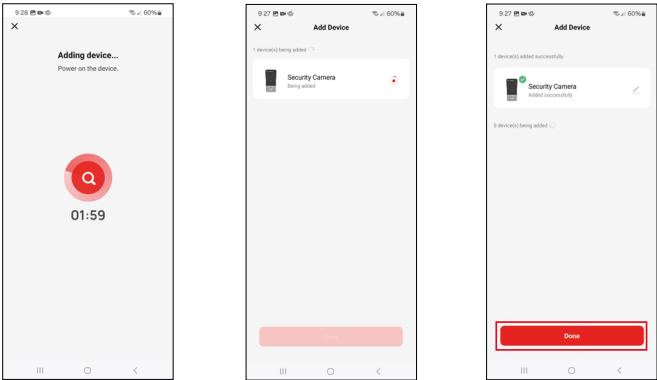 9:28
60%
Adding device...
Power on the device.
01:59
9:27
60%
Add Device
1 device(s) being added
Security Camera
Being added
Done
9:27
60%
Add Device
1 device(s) added successfully
Security Camera
Added successfully
0 device(s) being added
Done